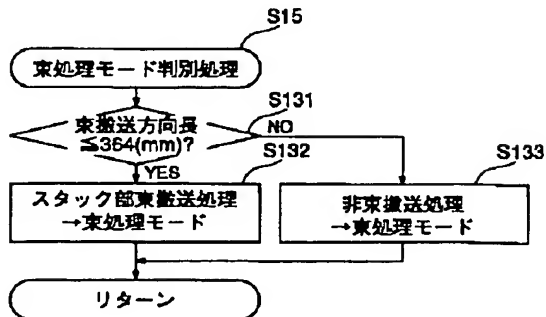 S15
束処理モード判別処理
S131
束搬送方向長
≦364(mm)?
NO
YES
S132
スタック部束搬送処理
→束処理モード
S133
非束搬送処理
→束処理モード
リターン